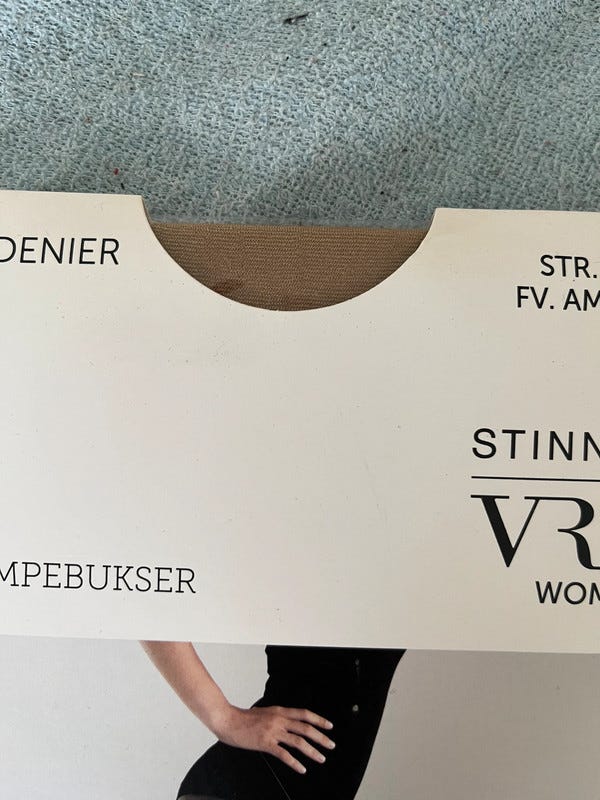 DENIER
STR.
FV. AM
STINN
VR
WOM
MPEBUKSER